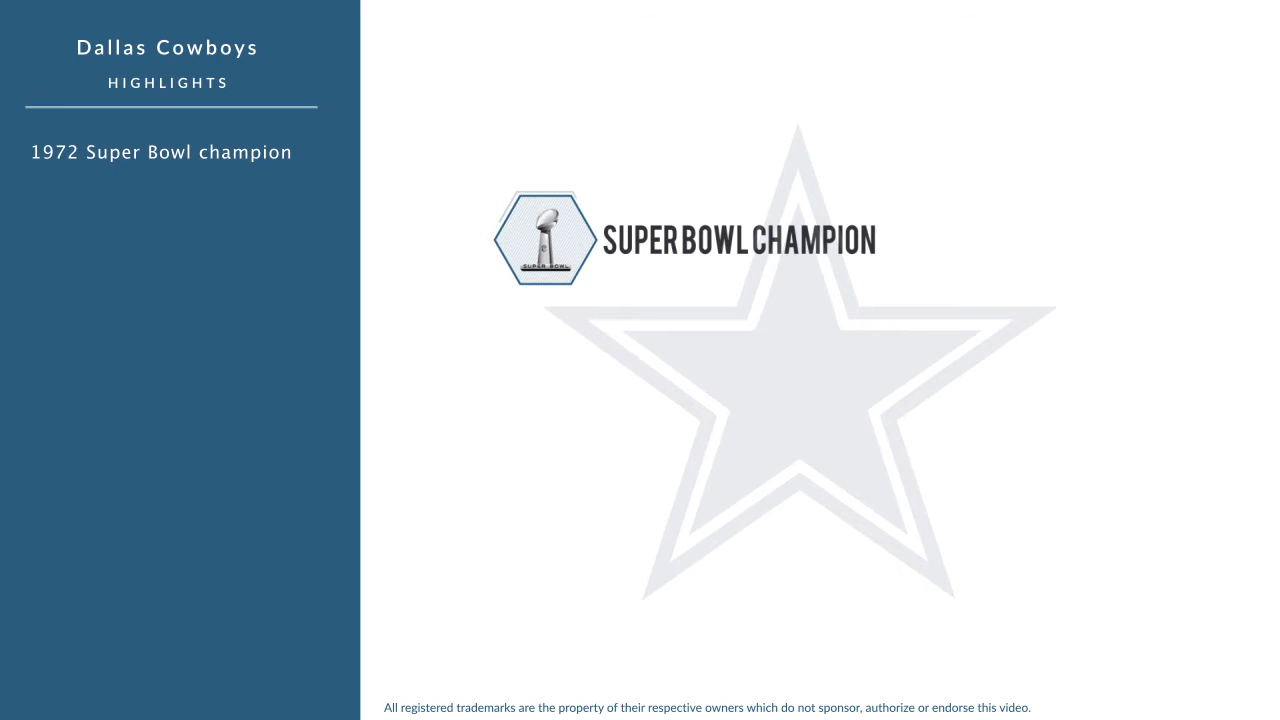 Dallas Cowboys
HIGHLIGHTS
1972 Super Bowl champion
SUPER BOWL CHAMPION
SUPER BOWL
All registered trademarks are the property of their respective owners which do not sponsor, authorize or endorse this video.